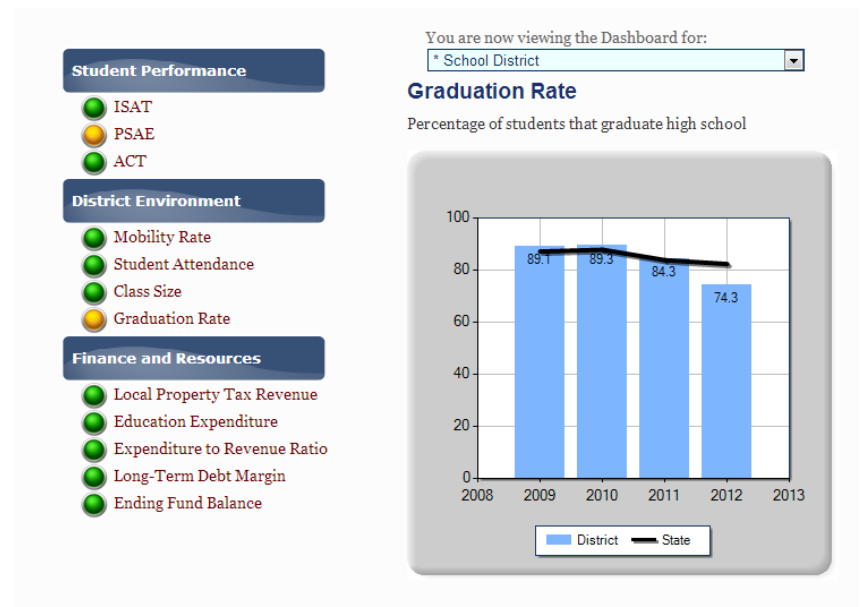 Student Performance
ISAT
PSAE
ACT
District Environment
Mobility Rate
Student Attendance
Class Size
Graduation Rate
Finance and Resources
Local Property Tax Revenue
Education Expenditure
Expenditure to Revenue Ratio
Long-Term Debt Margin
Ending Fund Balance
You are now viewing the Dashboard for:
* School District
Graduation Rate
Percentage of students that graduate high school
100
80
60
40
20
0
89.1
89.3
84.3
74.3
2008 2009 2010 2011 2012 2013
District State